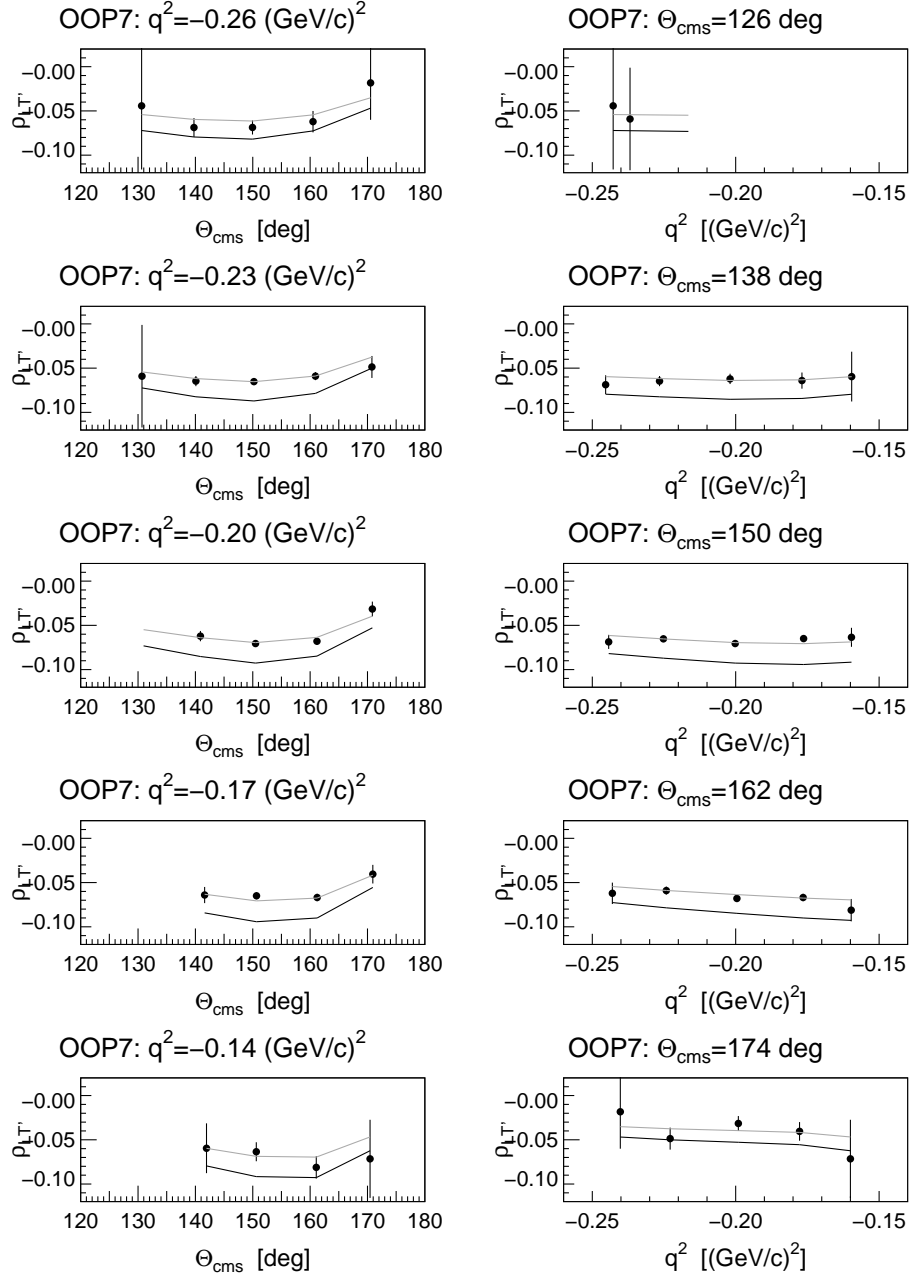 OOP7: q²=−0.26 (GeV/c)²
OOP7: Θcms=126 deg
ρLT’
−0.00
−0.05
−0.10
120 130 140 150 160 170 180
Θcms [deg]
ρLT’
−0.00
−0.05
−0.10
−0.25 −0.20 −0.15
q² [(GeV/c)²]
OOP7: q²=−0.23 (GeV/c)²
OOP7: Θcms=138 deg
ρLT’
−0.00
−0.05
−0.10
120 130 140 150 160 170 180
Θcms [deg]
ρLT’
−0.00
−0.05
−0.10
−0.25 −0.20 −0.15
q² [(GeV/c)²]
OOP7: q²=−0.20 (GeV/c)²
OOP7: Θcms=150 deg
ρLT’
−0.00
−0.05
−0.10
120 130 140 150 160 170 180
Θcms [deg]
ρLT’
−0.00
−0.05
−0.10
−0.25 −0.20 −0.15
q² [(GeV/c)²]
OOP7: q²=−0.17 (GeV/c)²
OOP7: Θcms=162 deg
ρLT’
−0.00
−0.05
−0.10
120 130 140 150 160 170 180
Θcms [deg]
ρLT’
−0.00
−0.05
−0.10
−0.25 −0.20 −0.15
q² [(GeV/c)²]
OOP7: q²=−0.14 (GeV/c)²
OOP7: Θcms=174 deg
ρLT’
−0.00
−0.05
−0.10
120 130 140 150 160 170 180
Θcms [deg]
ρLT’
−0.00
−0.05
−0.10
−0.25 −0.20 −0.15
q² [(GeV/c)²]